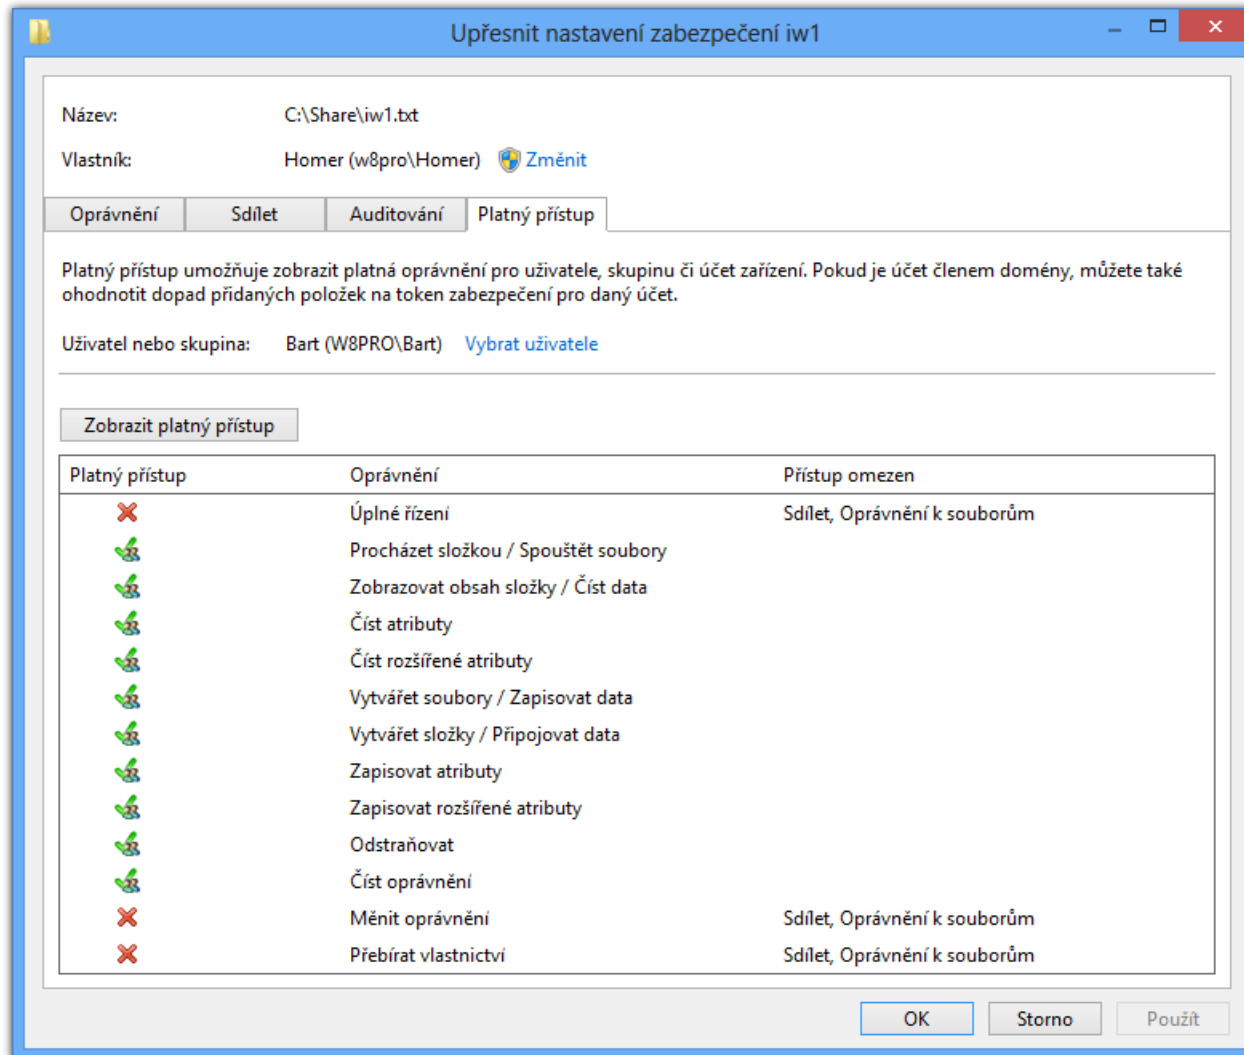 Upřesnit nastavení zabezpečení iw1
Název: C:\Share\iw1.txt
Vlastník: Homer (w8pro\Homer) Změnit
Oprávnění Sdílet Auditování Platný přístup
Platný přístup umožňuje zobrazit platná oprávnění pro uživatele, skupinu či účet zařízení. Pokud je účet členem domény, můžete také
ohodnotit dopad přidaných položek na token zabezpečení pro daný účet.
Uživatel nebo skupina: Bart (W8PRO\Bart) Vybrat uživatele
Zobrazit platný přístup
Platný přístup Oprávnění Přístup omezen
Úplné řízení Sdílet, Oprávnění k souborům
Procházet složkou / Spouštět soubory
Zobrazovat obsah složky / Číst data
Číst atributy
Číst rozšířené atributy
Vytvářet soubory / Zapisovat data
Vytvářet složky / Připojovat data
Zapisovat atributy
Zapisovat rozšířené atributy
Odstraňovat
Číst oprávnění
Měnit oprávnění Sdílet, Oprávnění k souborům
Přebírat vlastnictví Sdílet, Oprávnění k souborům
OK Storno Použít